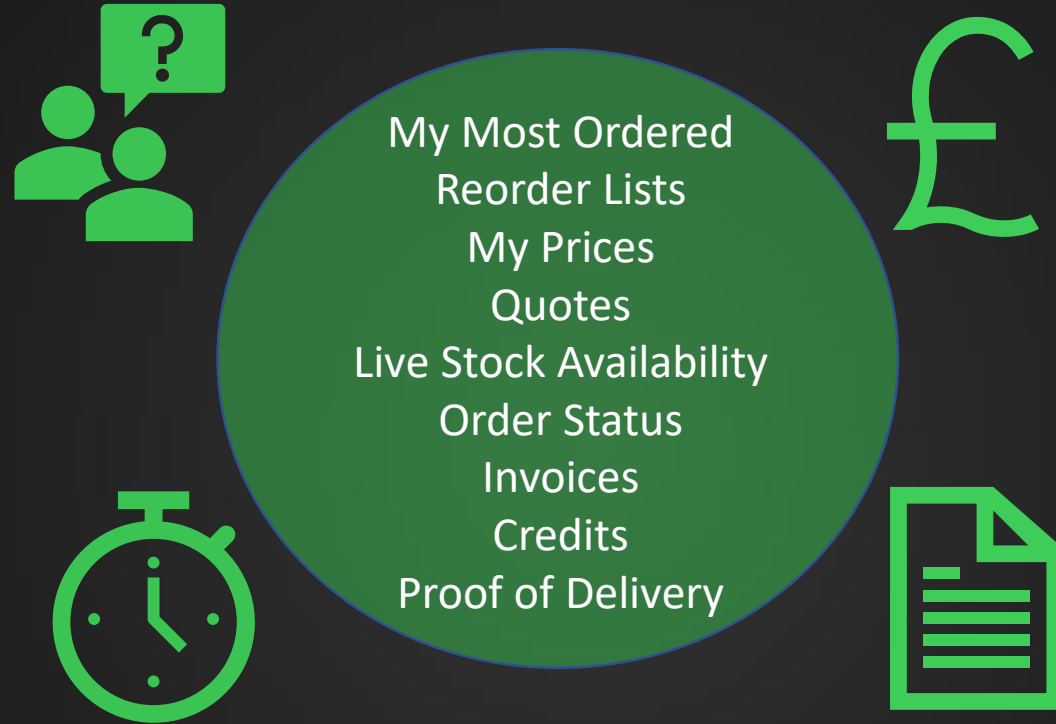 ?
My Most Ordered
Reorder Lists
My Prices
Quotes
Live Stock Availability
Order Status
Invoices
Credits
Proof of Delivery
£